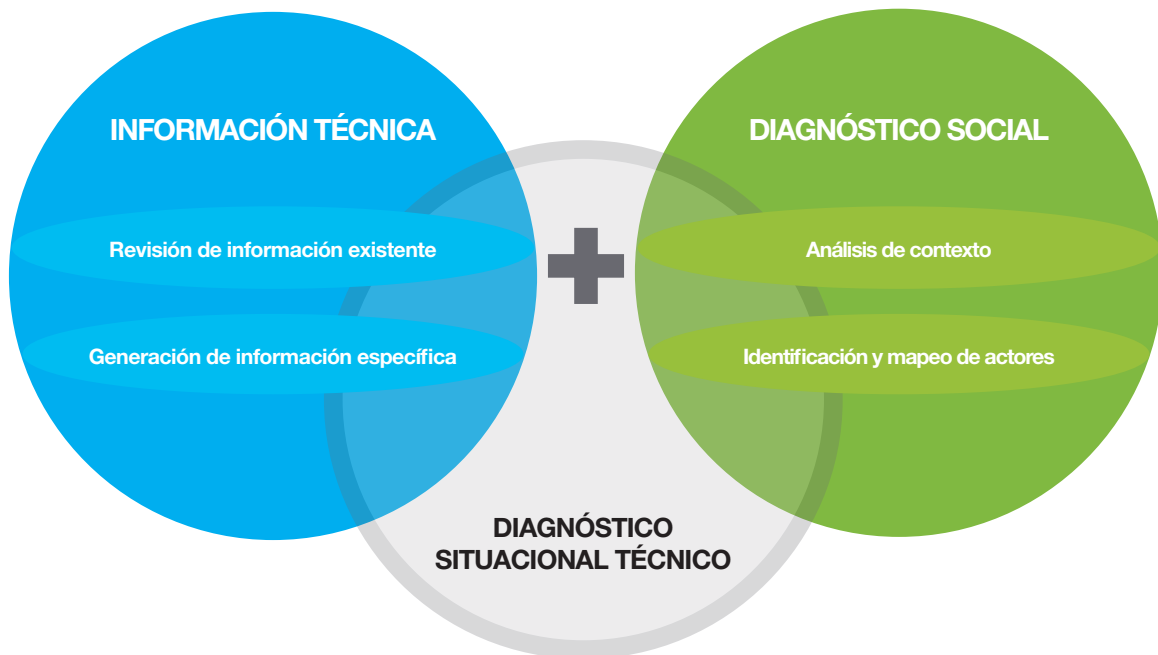 INFORMACIÓN TÉCNICA
Revisión de información existente
Generación de información específica
DIAGNÓSTICO SOCIAL
Análisis de contexto
Identificación y mapeo de actores
DIAGNÓSTICO
SITUACIONAL TÉCNICO